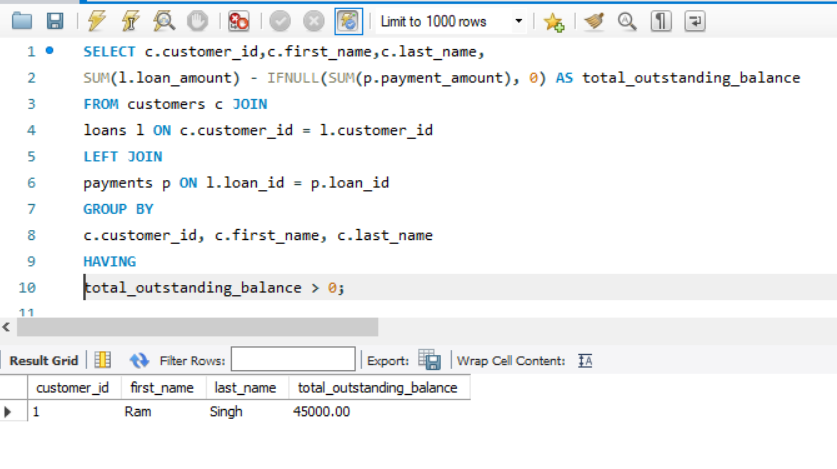 Limit to 1000 rows
1 SELECT c.customer_id,c.first_name,c.last_name,
2 SUM(l.loan_amount) - IFNULL(SUM(p.payment_amount), 0) AS total_outstanding_balance
3 FROM customers c JOIN
4 loans l ON c.customer_id = l.customer_id
5 LEFT JOIN
6 payments p ON l.loan_id = p.loan_id
7 GROUP BY
8 c.customer_id, c.first_name, c.last_name
9 HAVING
10 total_outstanding_balance > 0;
11
Result Grid Filter Rows: Export: Wrap Cell Content: IA
customer_id first_name last_name total_outstanding_balance
1 Ram Singh 45000.00